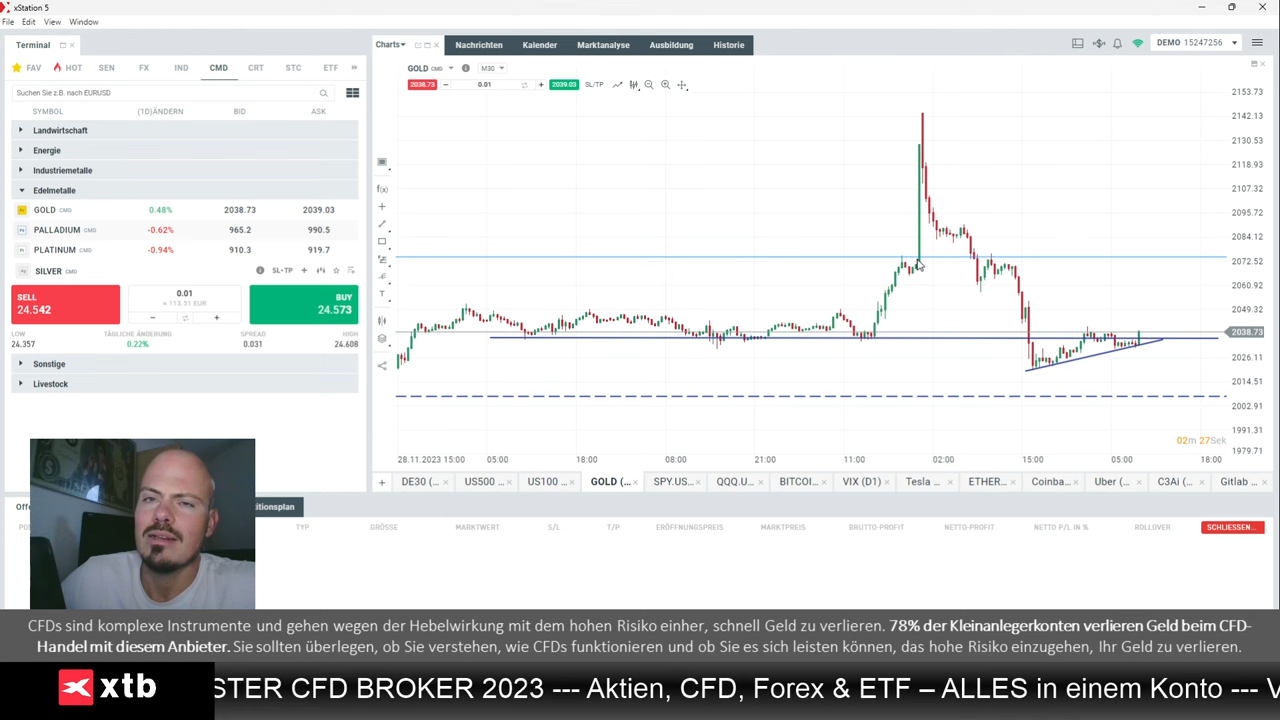 xStation 5
File Edit View Window
Terminal
FAV HOT SEN FX IND CMD CRT STC ETF
Suchen Sie z.B. nach EURUSD
SYMBOL (1D)ÄNDERN BID ASK
Landwirtschaft
Energie
Industriemetalle
Edelmetalle
GOLD CMD 0.48% 2038.73 2039.03
PALLADIUM CMD -0.62% 965.2 990.5
PLATINUM CMD -0.94% 910.3 919.7
SILVER CMD SL•TP
SELL 24.542
0.01
≈ 113.51 EUR
BUY 24.573
LOW TÄGLICHE ÄNDERUNG SPREAD HIGH
24.357 0.22% 0.031 24.608
Sonstige
Livestock
Charts Nachrichten Kalender Marktanalyse Ausbildung Historie
DEMO 15247256
GOLD CMD M30
2038.73 0.01 2039.03 SL/TP
2153.73
2142.13
2130.53
2118.93
2107.32
2095.72
2084.12
2072.52
2060.92
2049.32
2038.73
2026.11
2014.51
2002.91
1991.31
1979.71
02m 27Sek
28.11.2023 15:00 05:00 18:00 08:00 21:00 11:00 02:00 15:00 05:00 18:00
DE30 (... US500 ... US100 ... GOLD (... SPY.US... QQQ.U... BITCOI... VIX (D1) Tesla ... ETHER... Coinba... Uber (... C3Ai (... Gitlab ...
TYP GRÖSSE MARKTWERT S/L T/P ERÖFFNUNGSPREIS MARKTPREIS BRUTTO-PROFIT NETTO-PROFIT NETTO P/L IN % ROLLOVER SCHLIESSEN...
CFDs sind komplexe Instrumente und gehen wegen der Hebelwirkung mit dem hohen Risiko einher, schnell Geld zu verlieren. 78% der Kleinanlegerkonten verlieren Geld beim CFD-
Handel mit diesem Anbieter. Sie sollten überlegen, ob Sie verstehen, wie CFDs funktionieren und ob Sie es sich leisten können, das hohe Risiko einzugehen, Ihr Geld zu verlieren.
xtb
STER CFD BROKER 2023 --- Aktien, CFD, Forex & ETF – ALLES in einem Konto ---